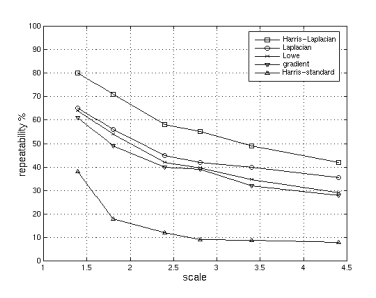 100
90
80
70
60
50
40
30
20
10
0
repeatability %
Harris-Laplacian
Laplacian
Lowe
gradient
Harris-standard
1 1.5 2 2.5 3 3.5 4 4.5
scale